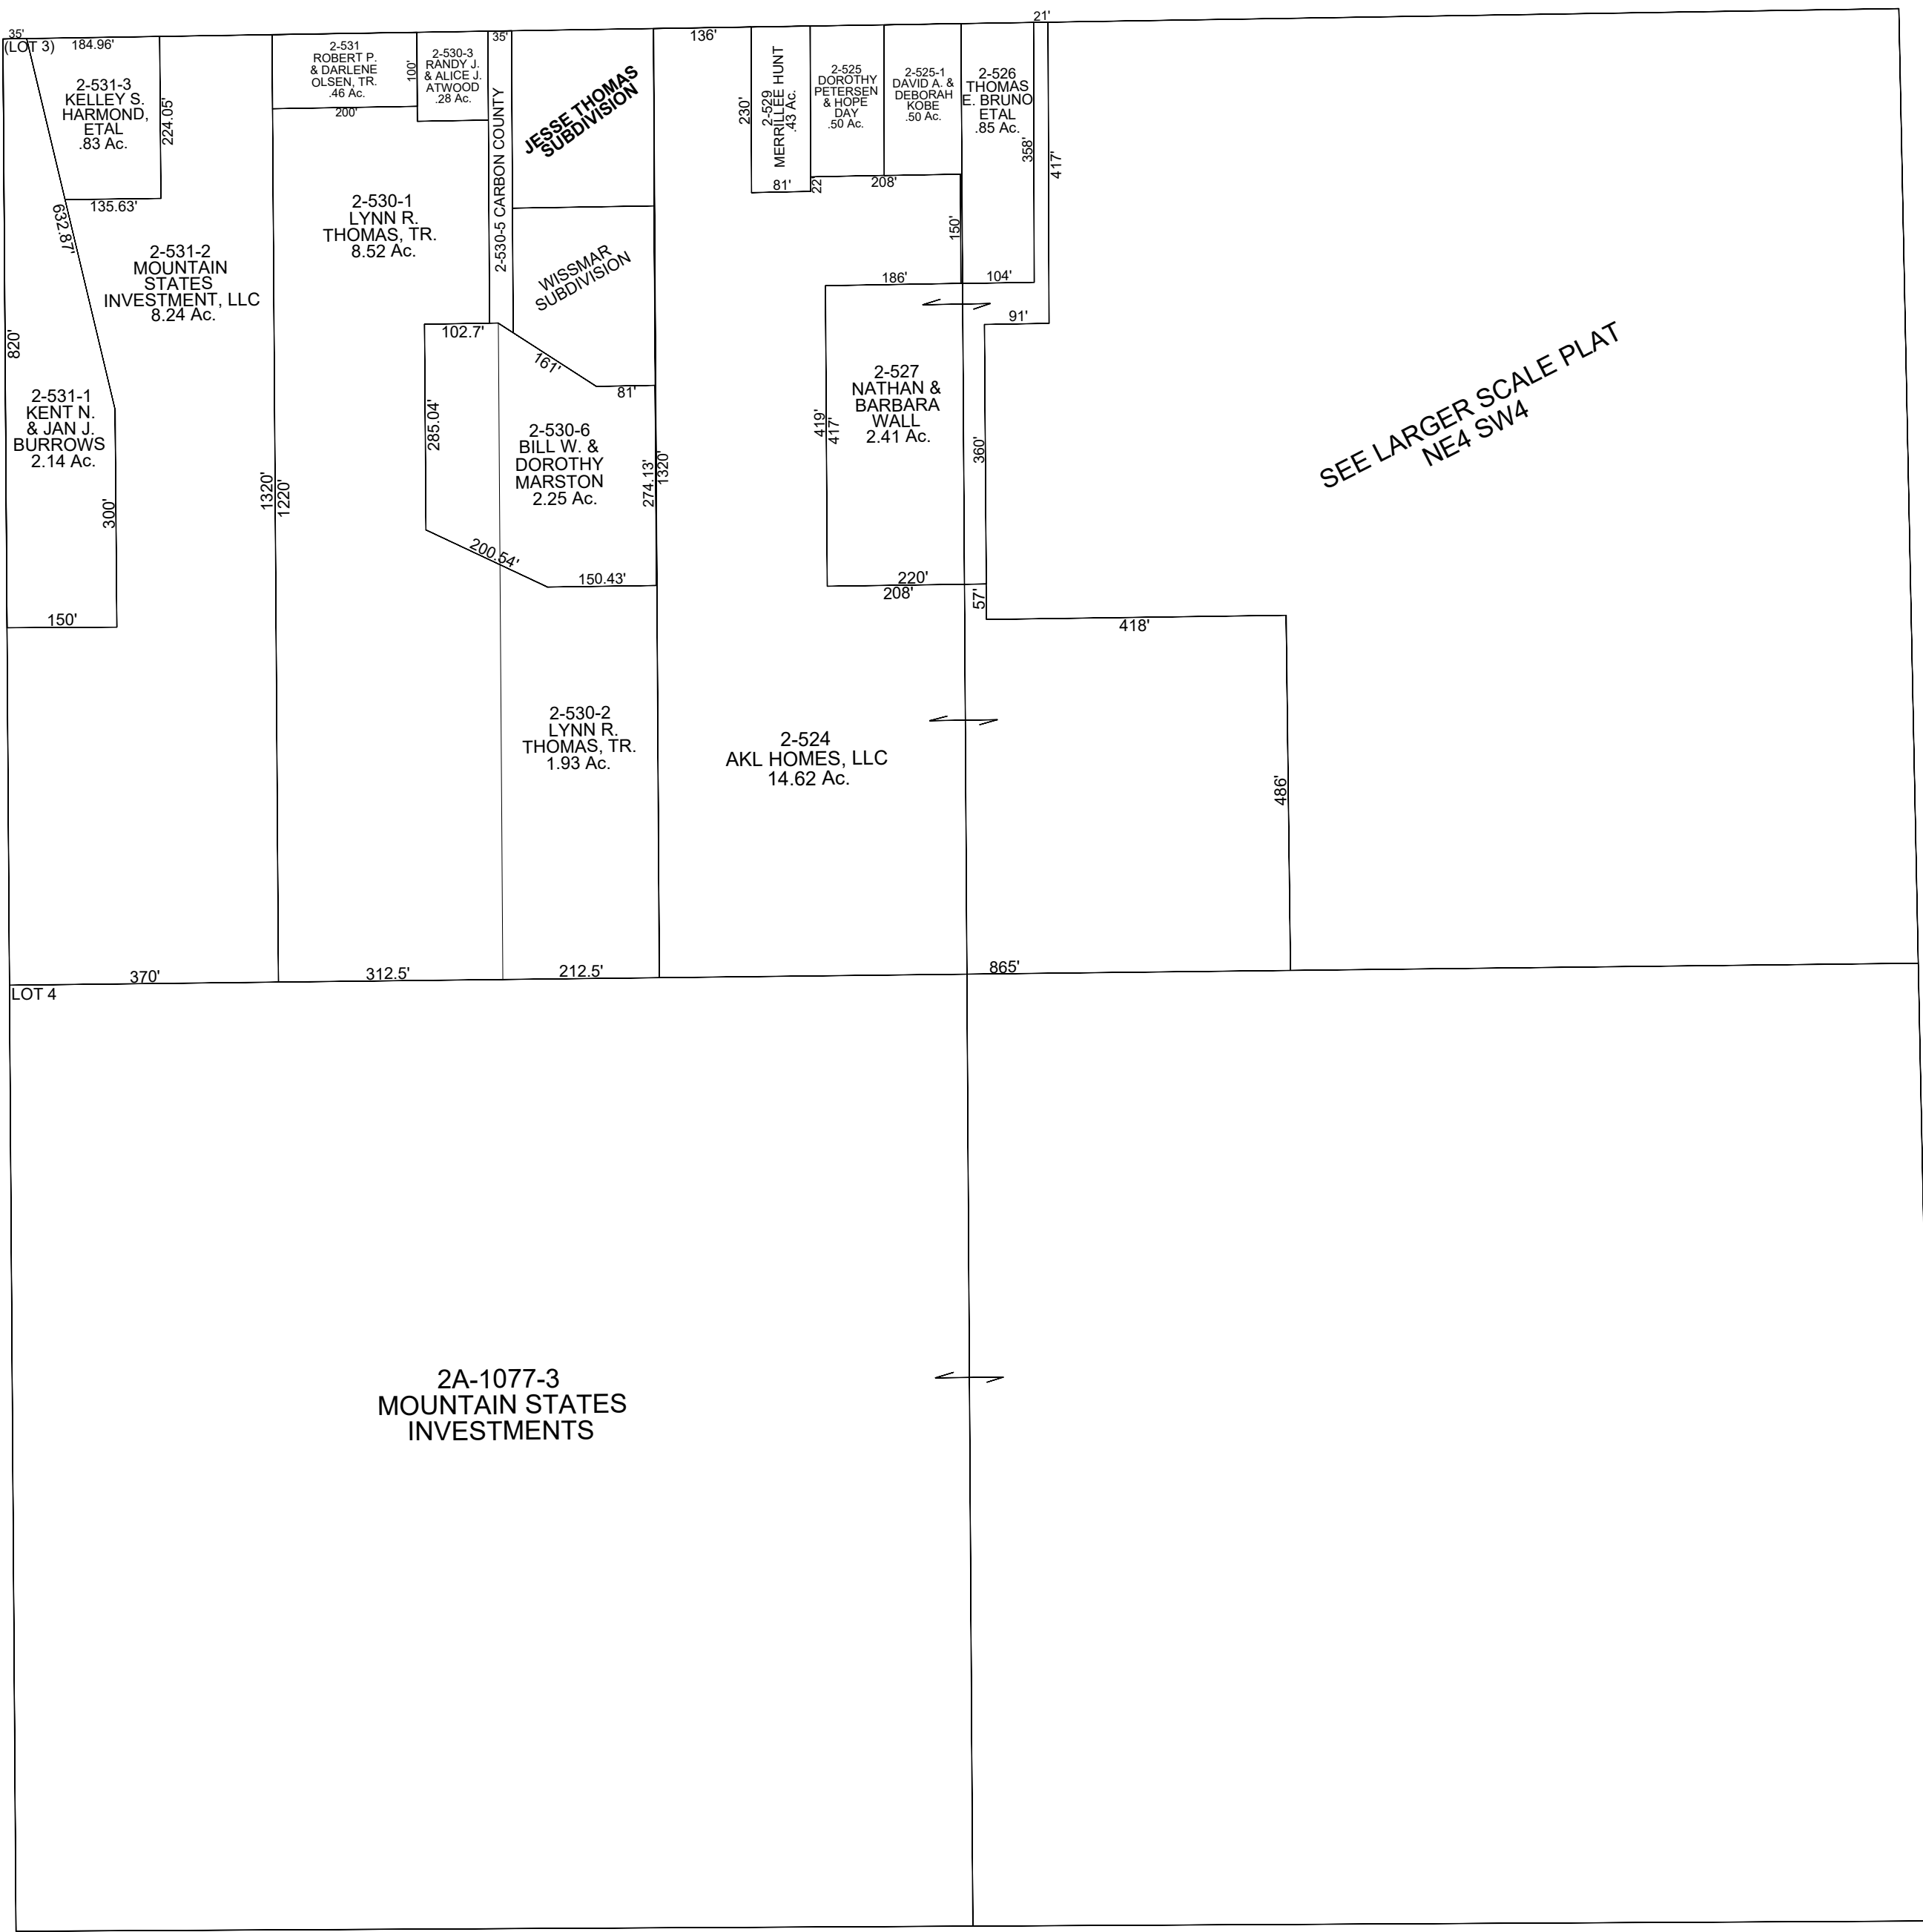 35'
(LOT 3)
184.96'
2-531-3
KELLEY S.
HARMOND,
ETAL
.83 Ac.
224.05'
135.63'
632.87'
2-531-2
MOUNTAIN
STATES
INVESTMENT, LLC
8.24 Ac.
820'
2-531-1
KENT N.
& JAN J.
BURROWS
2.14 Ac.
300'
150'
1320'
1220'
370'
2-531
ROBERT P.
& DARLENE
OLSEN, TR.
.46 Ac.
200'
100'
2-530-3
RANDY J.
& ALICE J.
ATWOOD
.28 Ac.
2-530-1
LYNN R.
THOMAS, TR.
8.52 Ac.
35'
2-530-5 CARBON COUNTY
JESSE THOMAS
SUBDIVISION
WISSMAR
SUBDIVISION
102.7'
161'
81'
285.04'
2-530-6
BILL W. &
DOROTHY
MARSTON
2.25 Ac.
274.13'
1320'
200.54'
150.43'
2-530-2
LYNN R.
THOMAS, TR.
1.93 Ac.
312.5'
212.5'
136'
230'
2-529
MERRILLEE HUNT
.43 Ac.
81'
22'
2-525
DOROTHY
PETERSEN
& HOPE
DAY
.50 Ac.
2-525-1
DAVID A. &
DEBORAH
KOBE
.50 Ac.
208'
150'
2-526
THOMAS
E. BRUNO
ETAL
.85 Ac.
21'
358'
417'
186'
104'
91'
2-527
NATHAN &
BARBARA
WALL
2.41 Ac.
419'
417'
360'
220'
208'
57'
418'
486'
2-524
AKL HOMES, LLC
14.62 Ac.
865'
SEE LARGER SCALE PLAT
NE4 SW4
LOT 4
2A-1077-3
MOUNTAIN STATES
INVESTMENTS